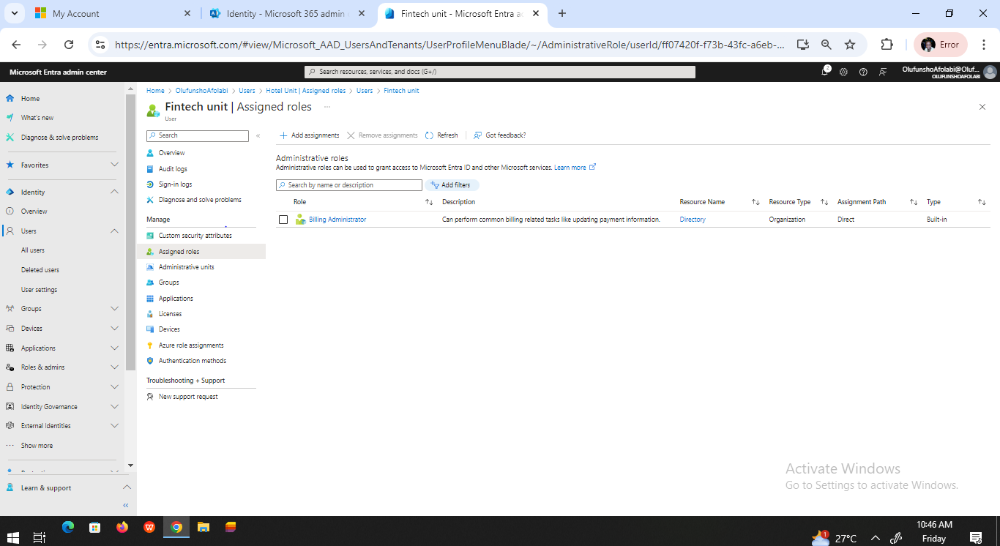 My Account
Identity - Microsoft 365 admin
Fintech unit - Microsoft Entra a
https://entra.microsoft.com/#view/Microsoft_AAD_UsersAndTenants/UserProfileMenuBlade/~/AdministrativeRole/userId/ff07420f-f73b-43fc-a6eb-...
Error
Microsoft Entra admin center
Search resources, services, and docs (G+/)
2
OlufunshoAfolabi@Oluf...
OLUFUNSHOAFOLABI
Home
What's new
Diagnose & solve problems
Favorites
Identity
Overview
Users
All users
Deleted users
User settings
Groups
Devices
Applications
Roles & admins
Protection
Identity Governance
External Identities
Show more
Learn & support
Home > OlufunshoAfolabi > Users > Hotel Unit | Assigned roles > Users > Fintech unit
Fintech unit | Assigned roles ...
User
Search
Overview
Audit logs
Sign-in logs
Diagnose and solve problems
Manage
Custom security attributes
Assigned roles
Administrative units
Groups
Applications
Licenses
Devices
Azure role assignments
Authentication methods
Troubleshooting + Support
New support request
Add assignments Remove assignments Refresh Got feedback?
Administrative roles
Administrative roles can be used to grant access to Microsoft Entra ID and other Microsoft services. Learn more
Search by name or description Add filters
Role Description Resource Name Resource Type Assignment Path Type
Billing Administrator Can perform common billing related tasks like updating payment information. Directory Organization Direct Built-in
Activate Windows
Go to Settings to activate Windows.
1
27°C
10:46 AM
Friday